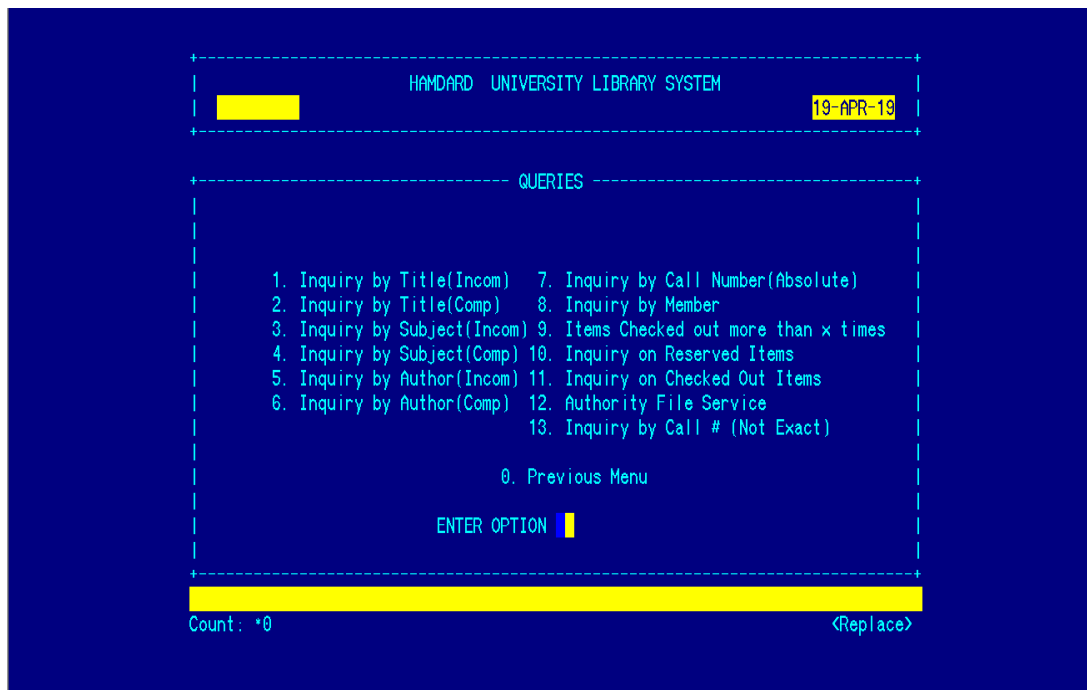 HAMDARD UNIVERSITY LIBRARY SYSTEM
19-APR-19
QUERIES
1. Inquiry by Title(Incom) 7. Inquiry by Call Number(Absolute)
2. Inquiry by Title(Comp) 8. Inquiry by Member
3. Inquiry by Subject(Incom) 9. Items Checked out more than x times
4. Inquiry by Subject(Comp) 10. Inquiry on Reserved Items
5. Inquiry by Author(Incom) 11. Inquiry on Checked Out Items
6. Inquiry by Author(Comp) 12. Authority File Service
13. Inquiry by Call # (Not Exact)
0. Previous Menu
ENTER OPTION
Count: *0 <Replace>